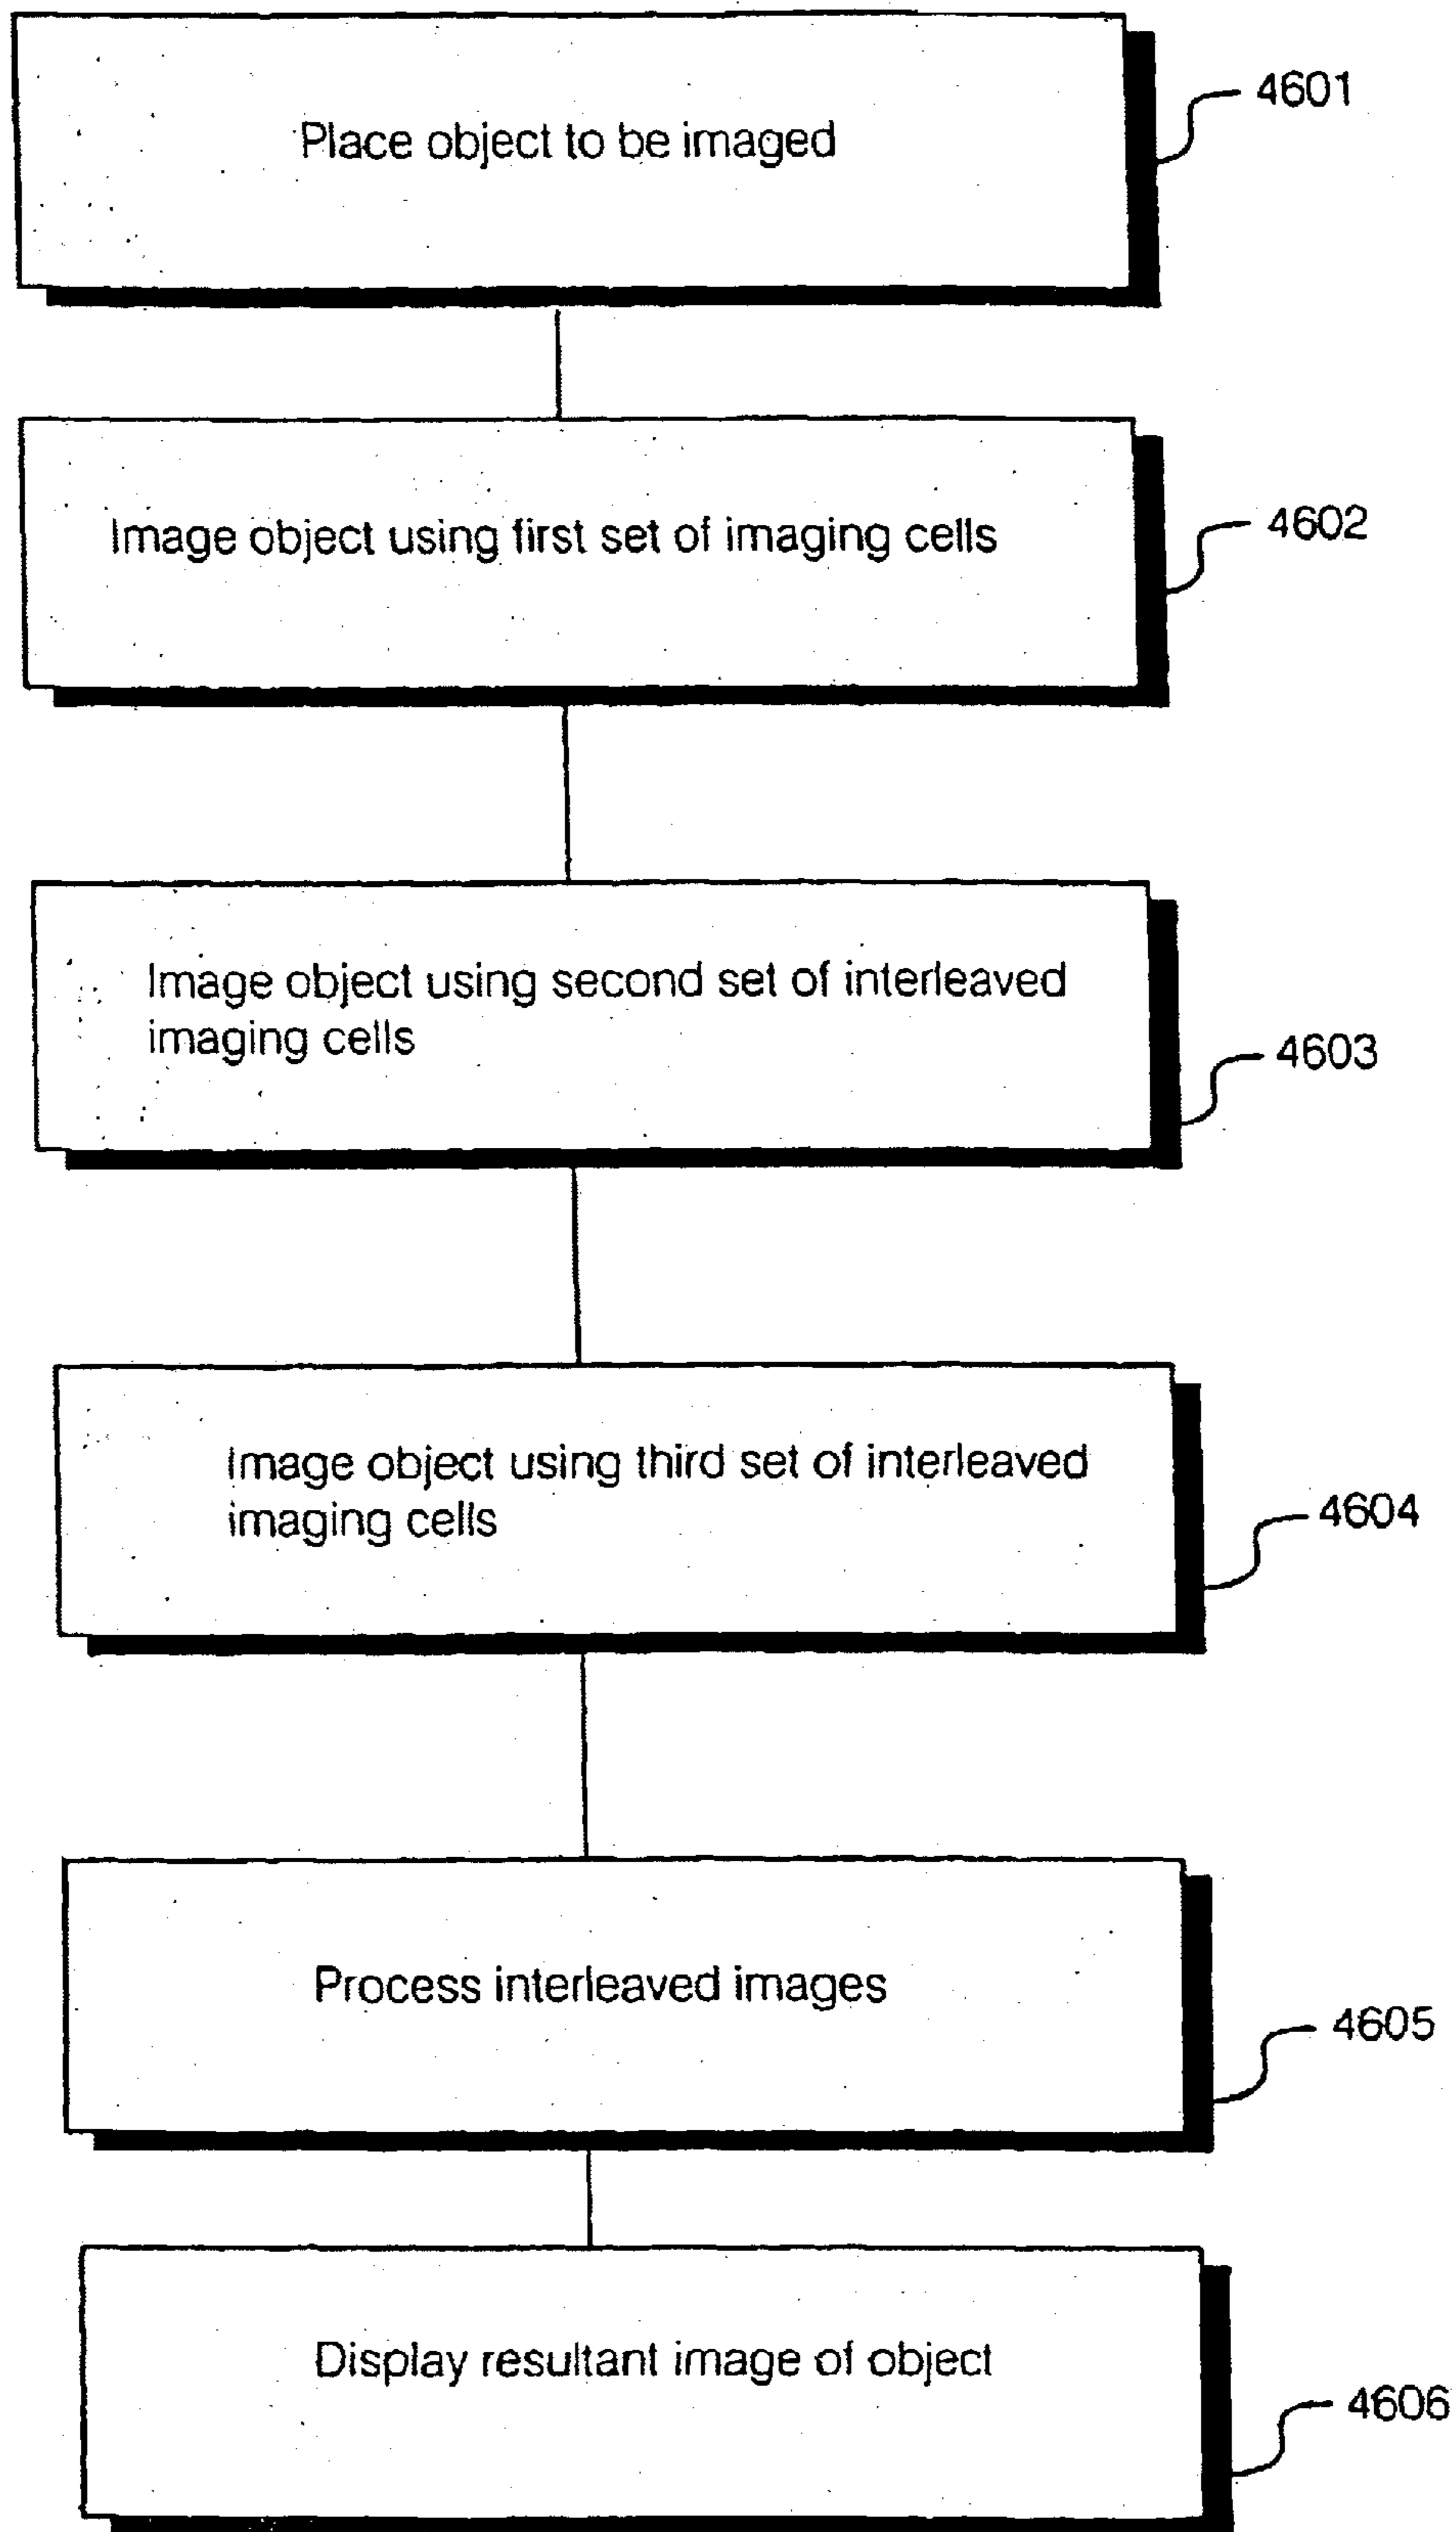 Place object to be imaged
4601
Image object using first set of imaging cells
4602
Image object using second set of interleaved
imaging cells
4603
Image object using third set of interleaved
imaging cells
4604
Process interleaved images
4605
Display resultant image of object
4606